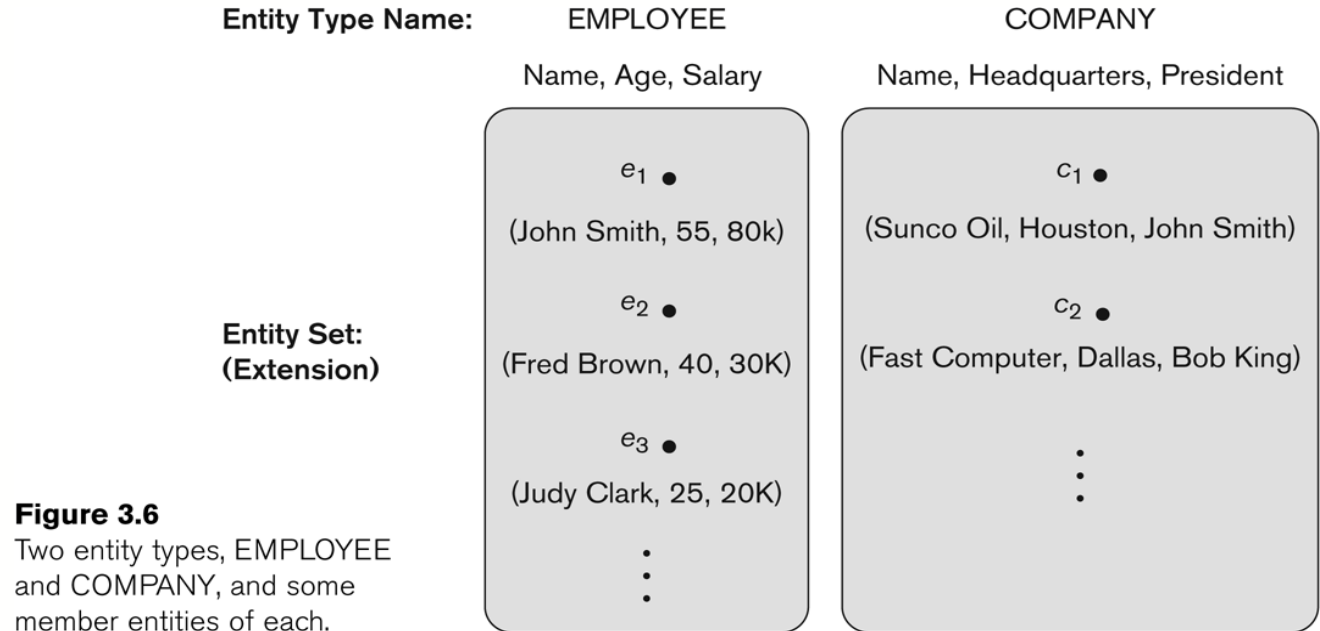 Entity Type Name: EMPLOYEE COMPANY
Name, Age, Salary Name, Headquarters, President
e₁ c₁
(John Smith, 55, 80k) (Sunco Oil, Houston, John Smith)
e₂ c₂
Entity Set:
(Extension) (Fred Brown, 40, 30K) (Fast Computer, Dallas, Bob King)
e₃
(Judy Clark, 25, 20K)
Figure 3.6
Two entity types, EMPLOYEE
and COMPANY, and some
member entities of each.